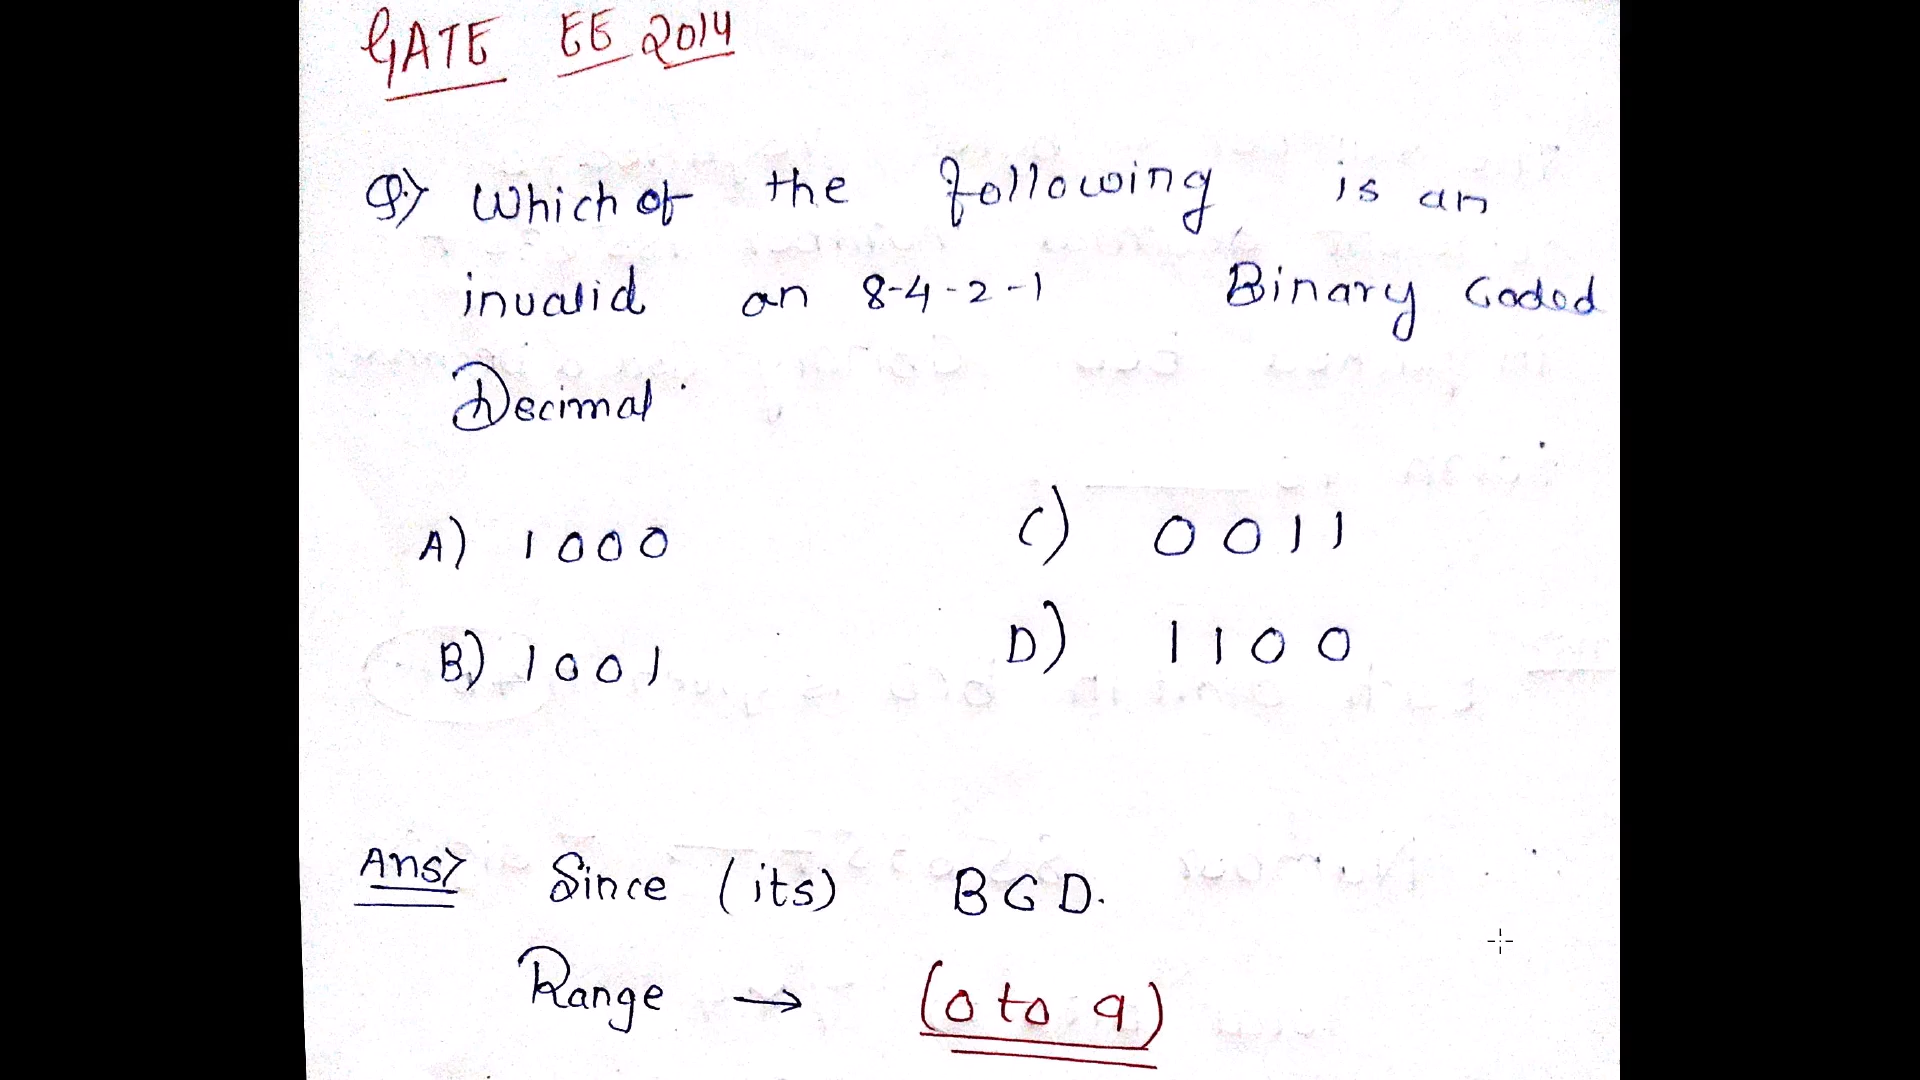 GATE EE 2014
Q) Which of the following is an
invalid an 8-4-2-1 Binary Coded
Decimal
A) 1000 C) 0011
B) 1001 D) 1100
Ans> Since (its) BCD.
Range → (0 to 9)